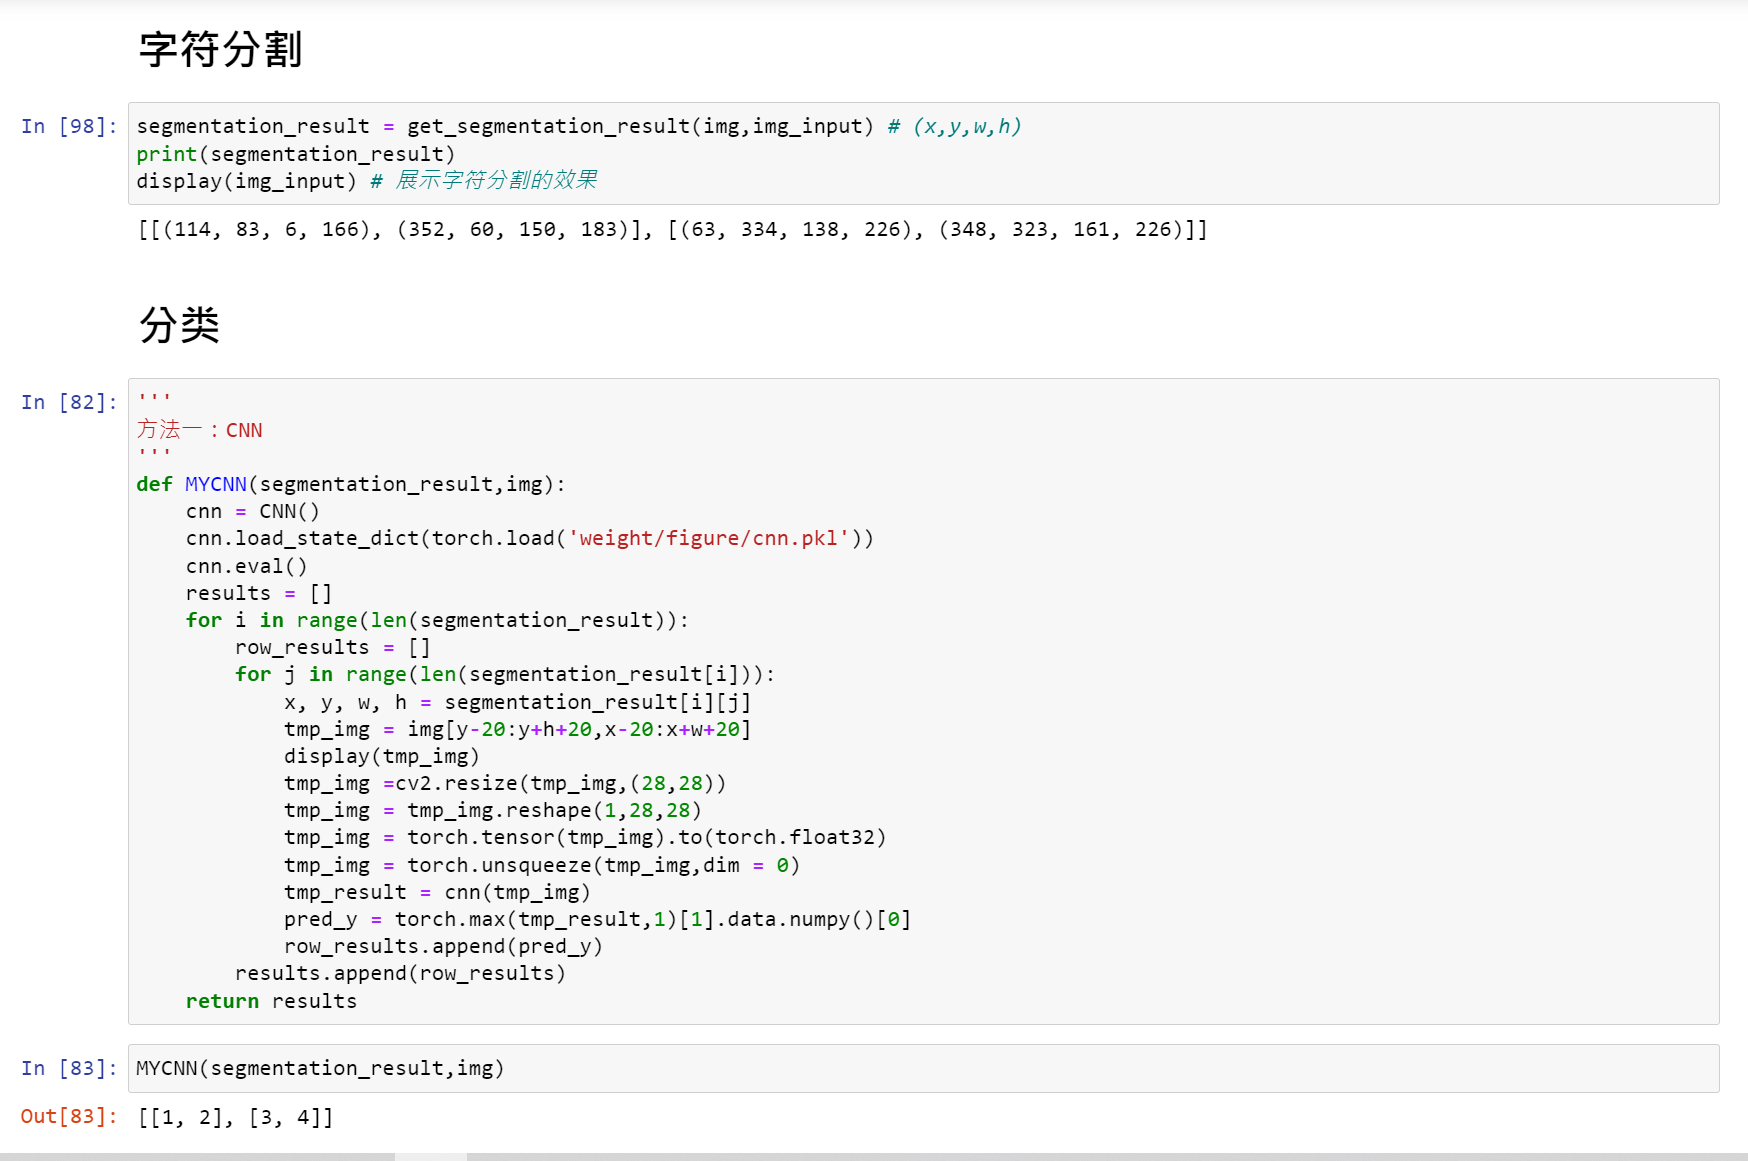 字符分割
In [98]: segmentation_result = get_segmentation_result(img,img_input) # (x,y,w,h)
print(segmentation_result)
display(img_input) # 展示字符分割的效果
[[(114, 83, 6, 166), (352, 60, 150, 183)], [(63, 334, 138, 226), (348, 323, 161, 226)]]
分类
In [82]: '''
方法一：CNN
'''
def MYCNN(segmentation_result,img):
    cnn = CNN()
    cnn.load_state_dict(torch.load('weight/figure/cnn.pkl'))
    cnn.eval()
    results = []
    for i in range(len(segmentation_result)):
        row_results = []
        for j in range(len(segmentation_result[i])):
            x, y, w, h = segmentation_result[i][j]
            tmp_img = img[y-20:y+h+20,x-20:x+w+20]
            display(tmp_img)
            tmp_img =cv2.resize(tmp_img,(28,28))
            tmp_img = tmp_img.reshape(1,28,28)
            tmp_img = torch.tensor(tmp_img).to(torch.float32)
            tmp_img = torch.unsqueeze(tmp_img,dim = 0)
            tmp_result = cnn(tmp_img)
            pred_y = torch.max(tmp_result,1)[1].data.numpy()[0]
            row_results.append(pred_y)
        results.append(row_results)
    return results
In [83]: MYCNN(segmentation_result,img)
Out[83]: [[1, 2], [3, 4]]